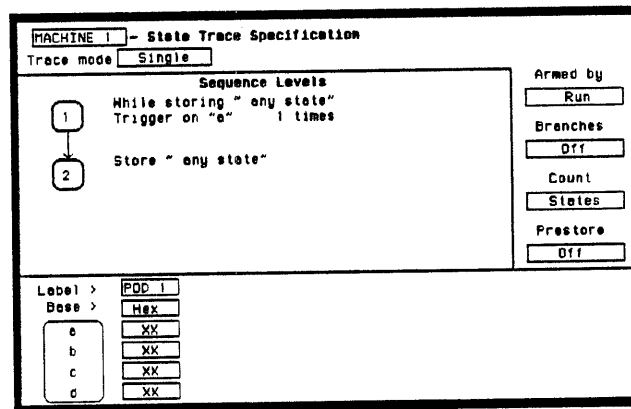 MACHINE 1 - State Trace Specification
Trace mode Single
Sequence Levels
1
While storing " any state"
Trigger on "a" 1 times
2
Store " any state"
Armed by
Run
Branches
Off
Count
States
Prestore
Off
Label > POD 1
Base > Hex
a XX
b XX
c XX
d XX